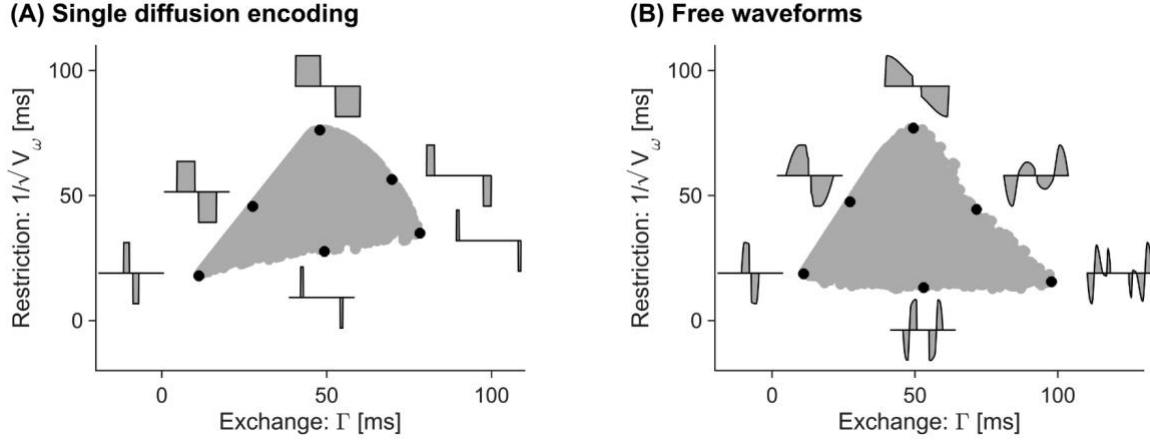 (A) Single diffusion encoding
100
50
0
Restriction: 1/√V_ω [ms]
0
50
100
Exchange: Γ [ms]
(B) Free waveforms
100
50
0
Restriction: 1/√V_ω [ms]
0
50
100
Exchange: Γ [ms]